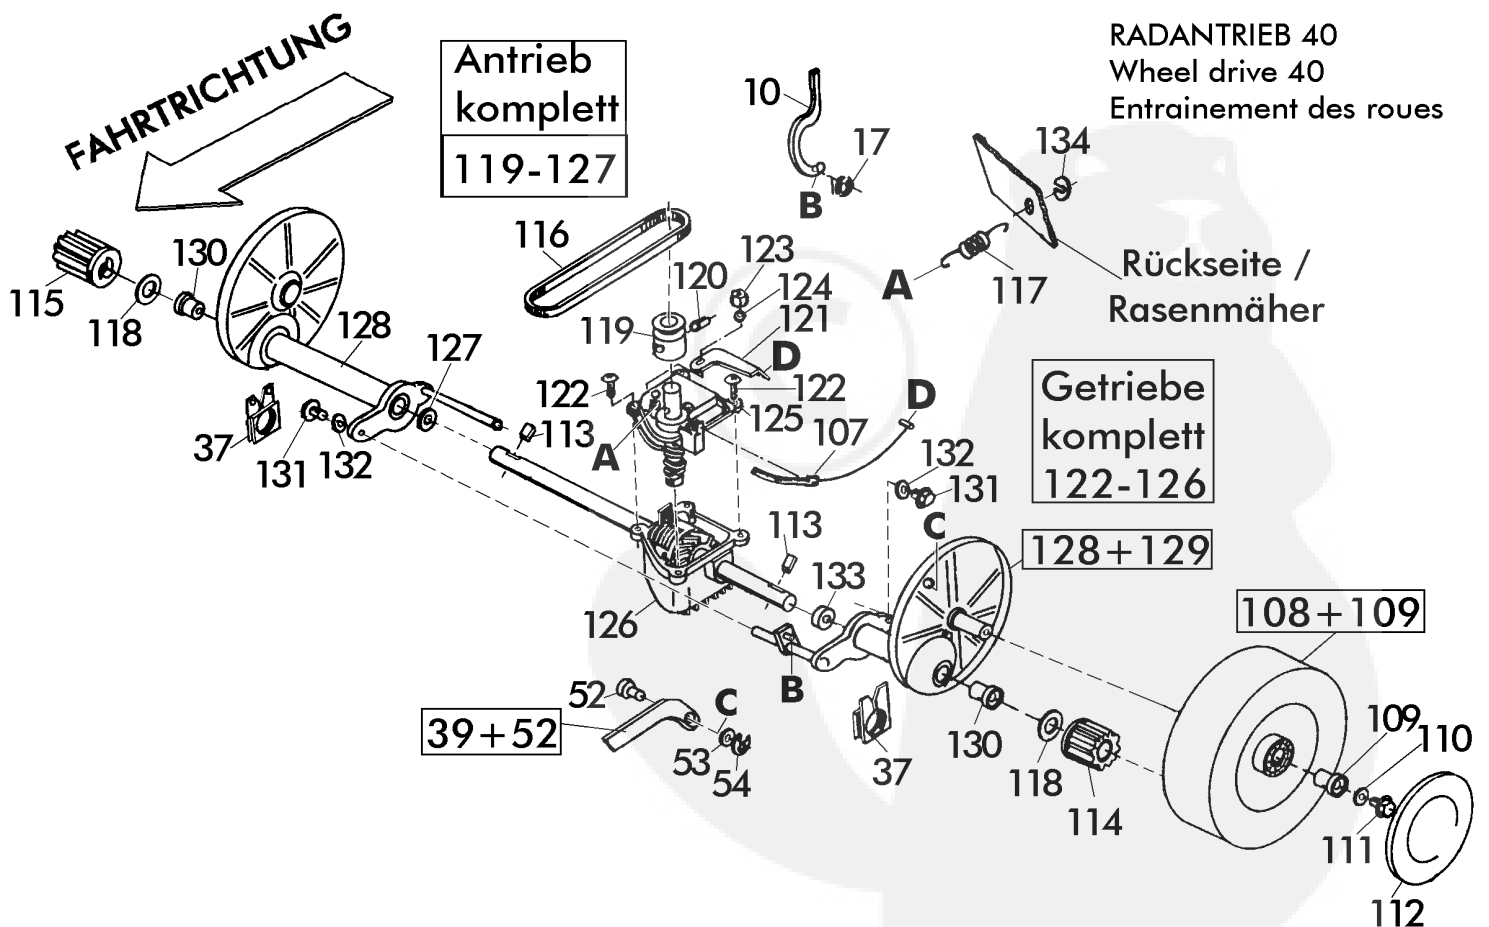 FAHRTRICHTUNG
Antrieb
komplett
119-127
RADANTRIEB 40
Wheel drive 40
Entrainement des roues
10
17
B
134
A
117
Rückseite /
Rasenmäher
116
123
120
124
119
121
D
115
118
130
128
127
122
122
125
D
107
A
Getriebe
komplett
122-126
37
131
132
113
132
131
C
113
133
128+129
126
108+109
B
52
39+52
C
53
54
37
130
118
114
109
110
111
112